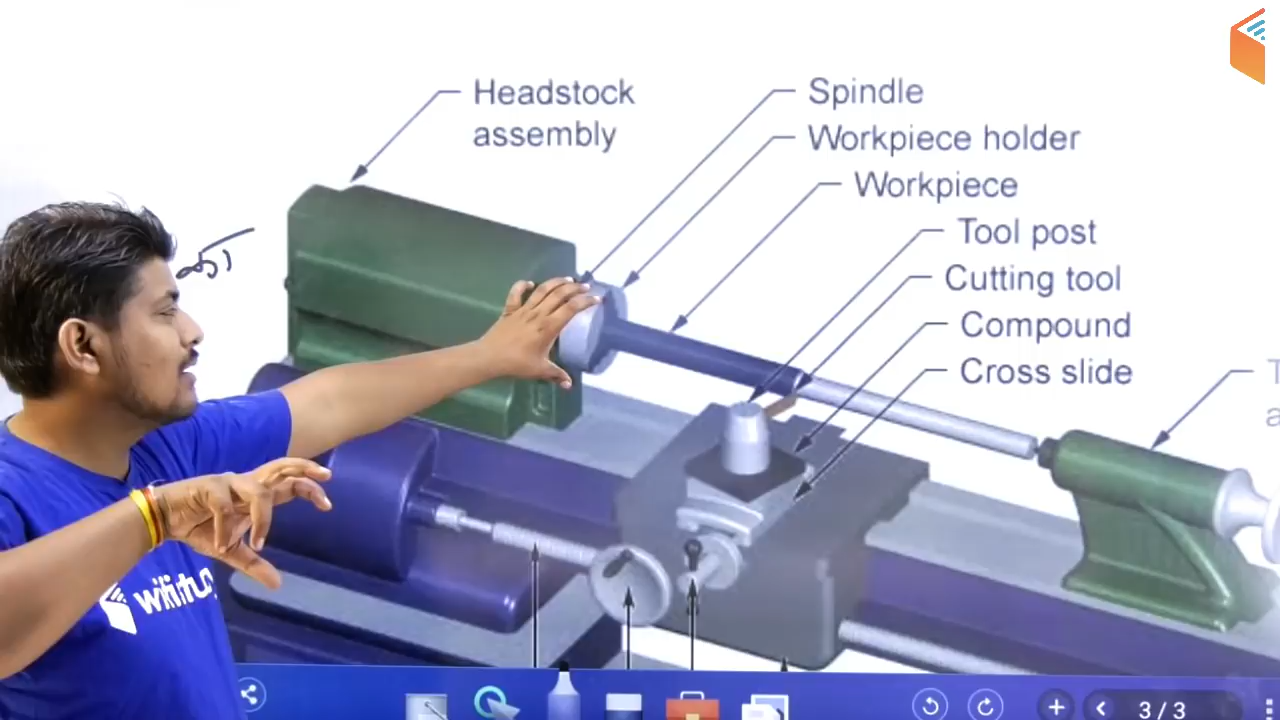 Headstock
assembly
Spindle
Workpiece holder
Workpiece
Tool post
Cutting tool
Compound
Cross slide
3/3